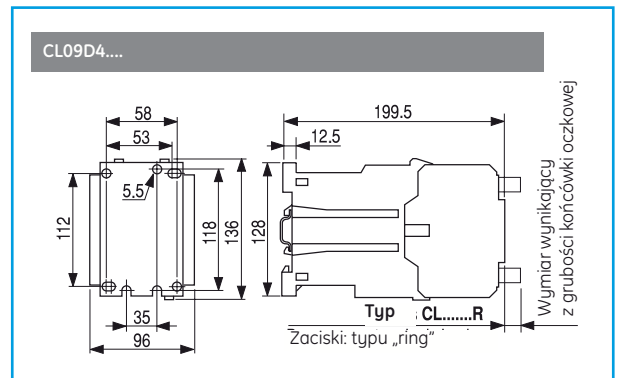 CL09D4....
58
53
5.5
112
118
136
35
96
199.5
12.5
128
Typ : CL.......R
Zaciski: typu „ring”
Wymiar wynikający
z grubości końcówki oczkowej